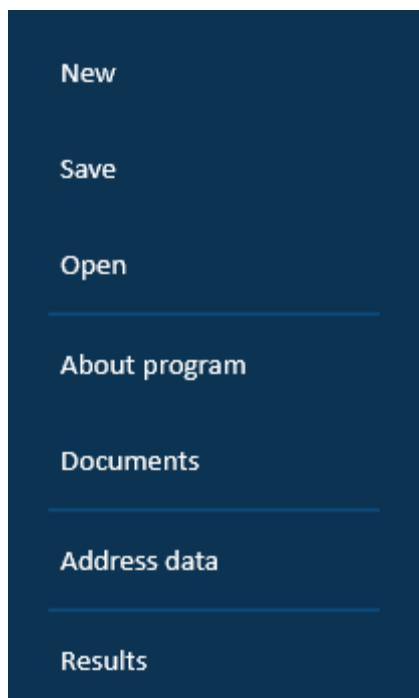 New
Save
Open
About program
Documents
Address data
Results